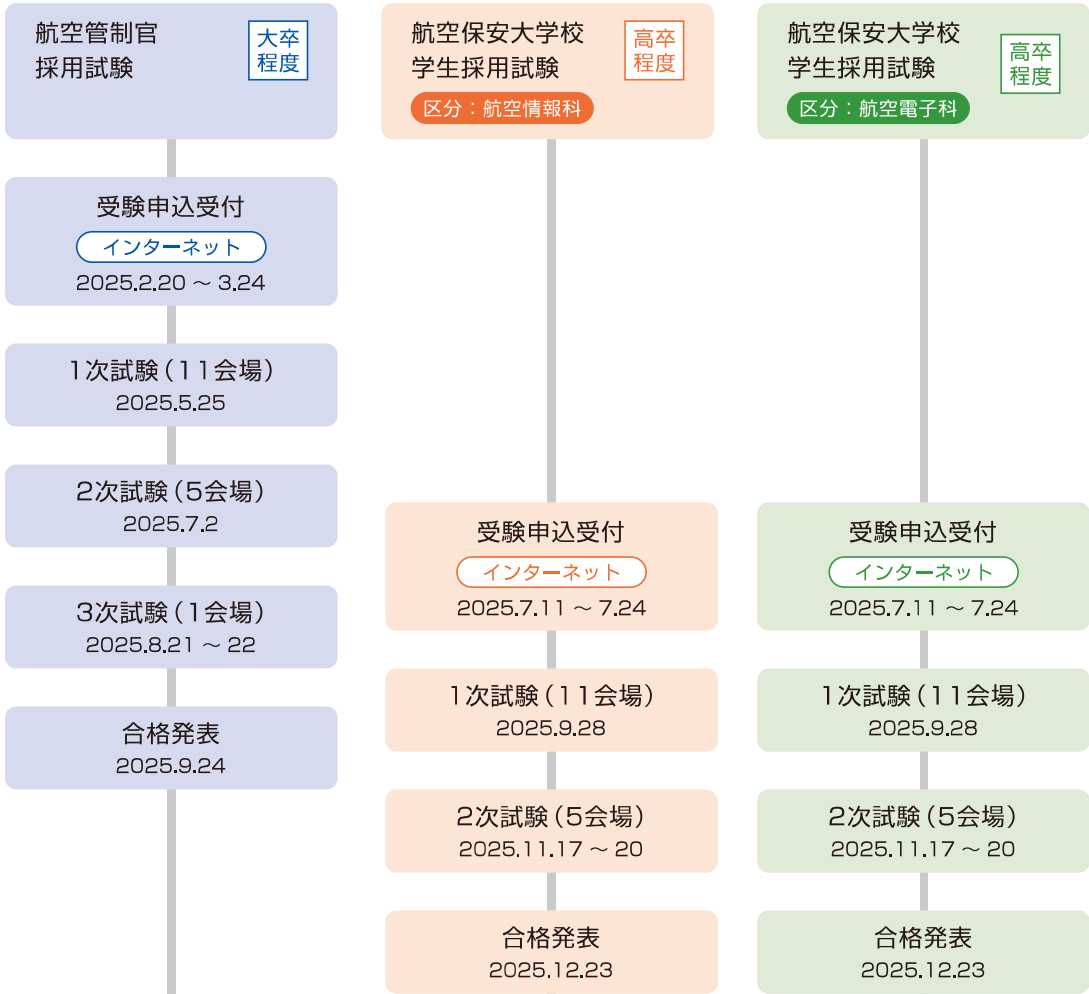 航空管制官
採用試験
大卒
程度
受験申込受付
インターネット
2025.2.20 ～ 3.24
1次試験（11会場）
2025.5.25
2次試験（5会場）
2025.7.2
3次試験（1会場）
2025.8.21 ～ 22
合格発表
2025.9.24
航空保安大学校
学生採用試験
高卒
程度
区分：航空情報科
受験申込受付
インターネット
2025.7.11 ～ 7.24
1次試験（11会場）
2025.9.28
2次試験（5会場）
2025.11.17 ～ 20
合格発表
2025.12.23
航空保安大学校
学生採用試験
高卒
程度
区分：航空電子科
受験申込受付
インターネット
2025.7.11 ～ 7.24
1次試験（11会場）
2025.9.28
2次試験（5会場）
2025.11.17 ～ 20
合格発表
2025.12.23